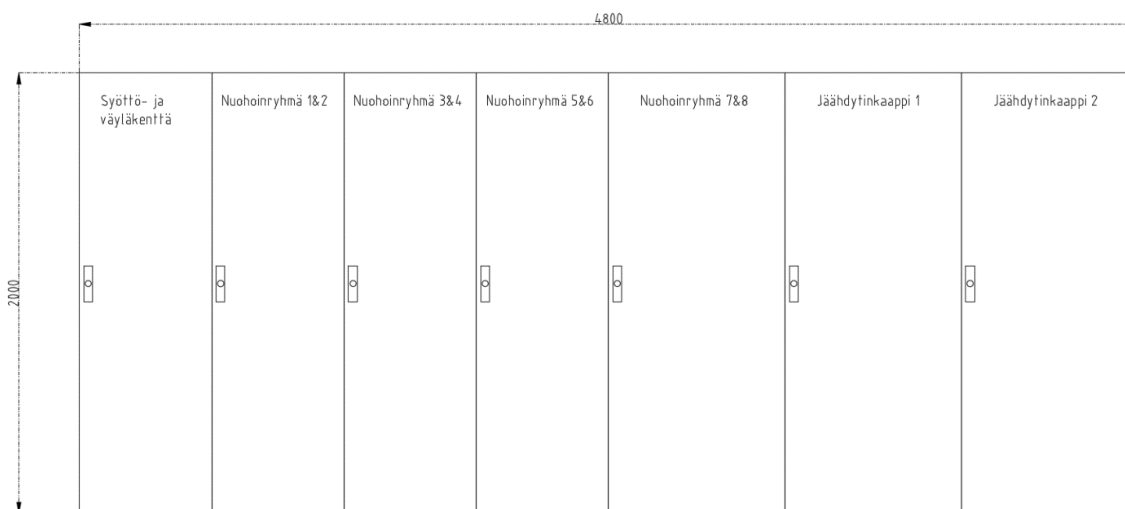 4800
Syöttö- ja
väyläkenttä
Nuohoinryhmä 1&2
Nuohoinryhmä 3&4
Nuohoinryhmä 5&6
Nuohoinryhmä 7&8
Jäähdytinkaappi 1
Jäähdytinkaappi 2
2000